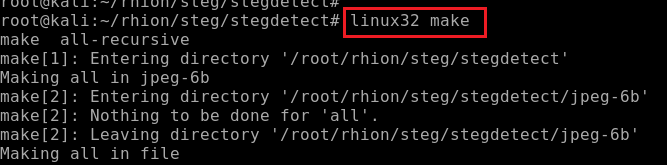 root@kali:~/rhion/steg/stegdetect#
root@kali:~/rhion/steg/stegdetect# linux32 make
make  all-recursive
make[1]: Entering directory '/root/rhion/steg/stegdetect'
Making all in jpeg-6b
make[2]: Entering directory '/root/rhion/steg/stegdetect/jpeg-6b'
make[2]: Nothing to be done for 'all'.
make[2]: Leaving directory '/root/rhion/steg/stegdetect/jpeg-6b'
Making all in file